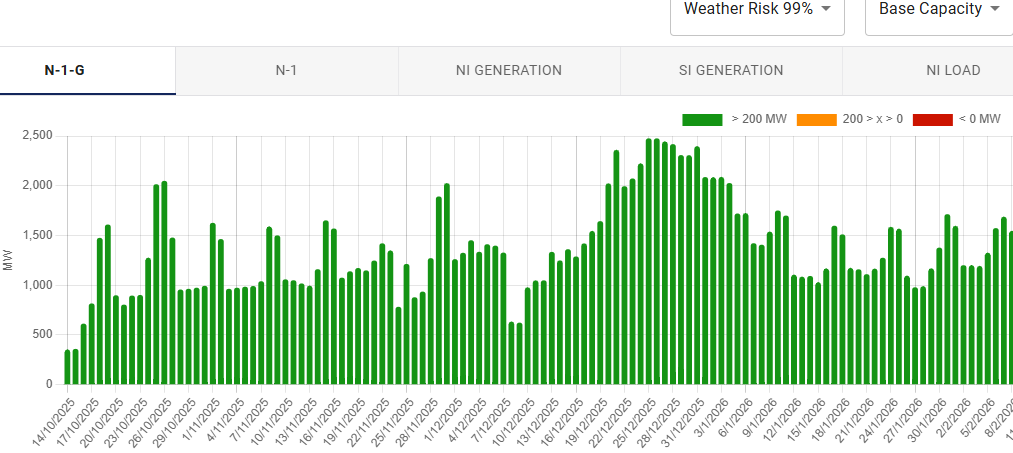 Weather Risk 99% Base Capacity
N-1-G N-1 NI GENERATION SI GENERATION NI LOAD
> 200 MW 200 > x > 0 < 0 MW
2,500
2,000
1,500
1,000
500
0
MW
14/10/2025 17/10/2025 20/10/2025 23/10/2025 26/10/2025 29/10/2025 1/11/2025 4/11/2025 7/11/2025 10/11/2025 13/11/2025 16/11/2025 19/11/2025 22/11/2025 25/11/2025 28/11/2025 1/12/2025 4/12/2025 7/12/2025 10/12/2025 13/12/2025 16/12/2025 19/12/2025 22/12/2025 25/12/2025 28/12/2025 31/12/2025 3/1/2026 6/1/2026 9/1/2026 12/1/2026 15/1/2026 18/1/2026 21/1/2026 24/1/2026 27/1/2026 30/1/2026 2/2/2026 5/2/2026